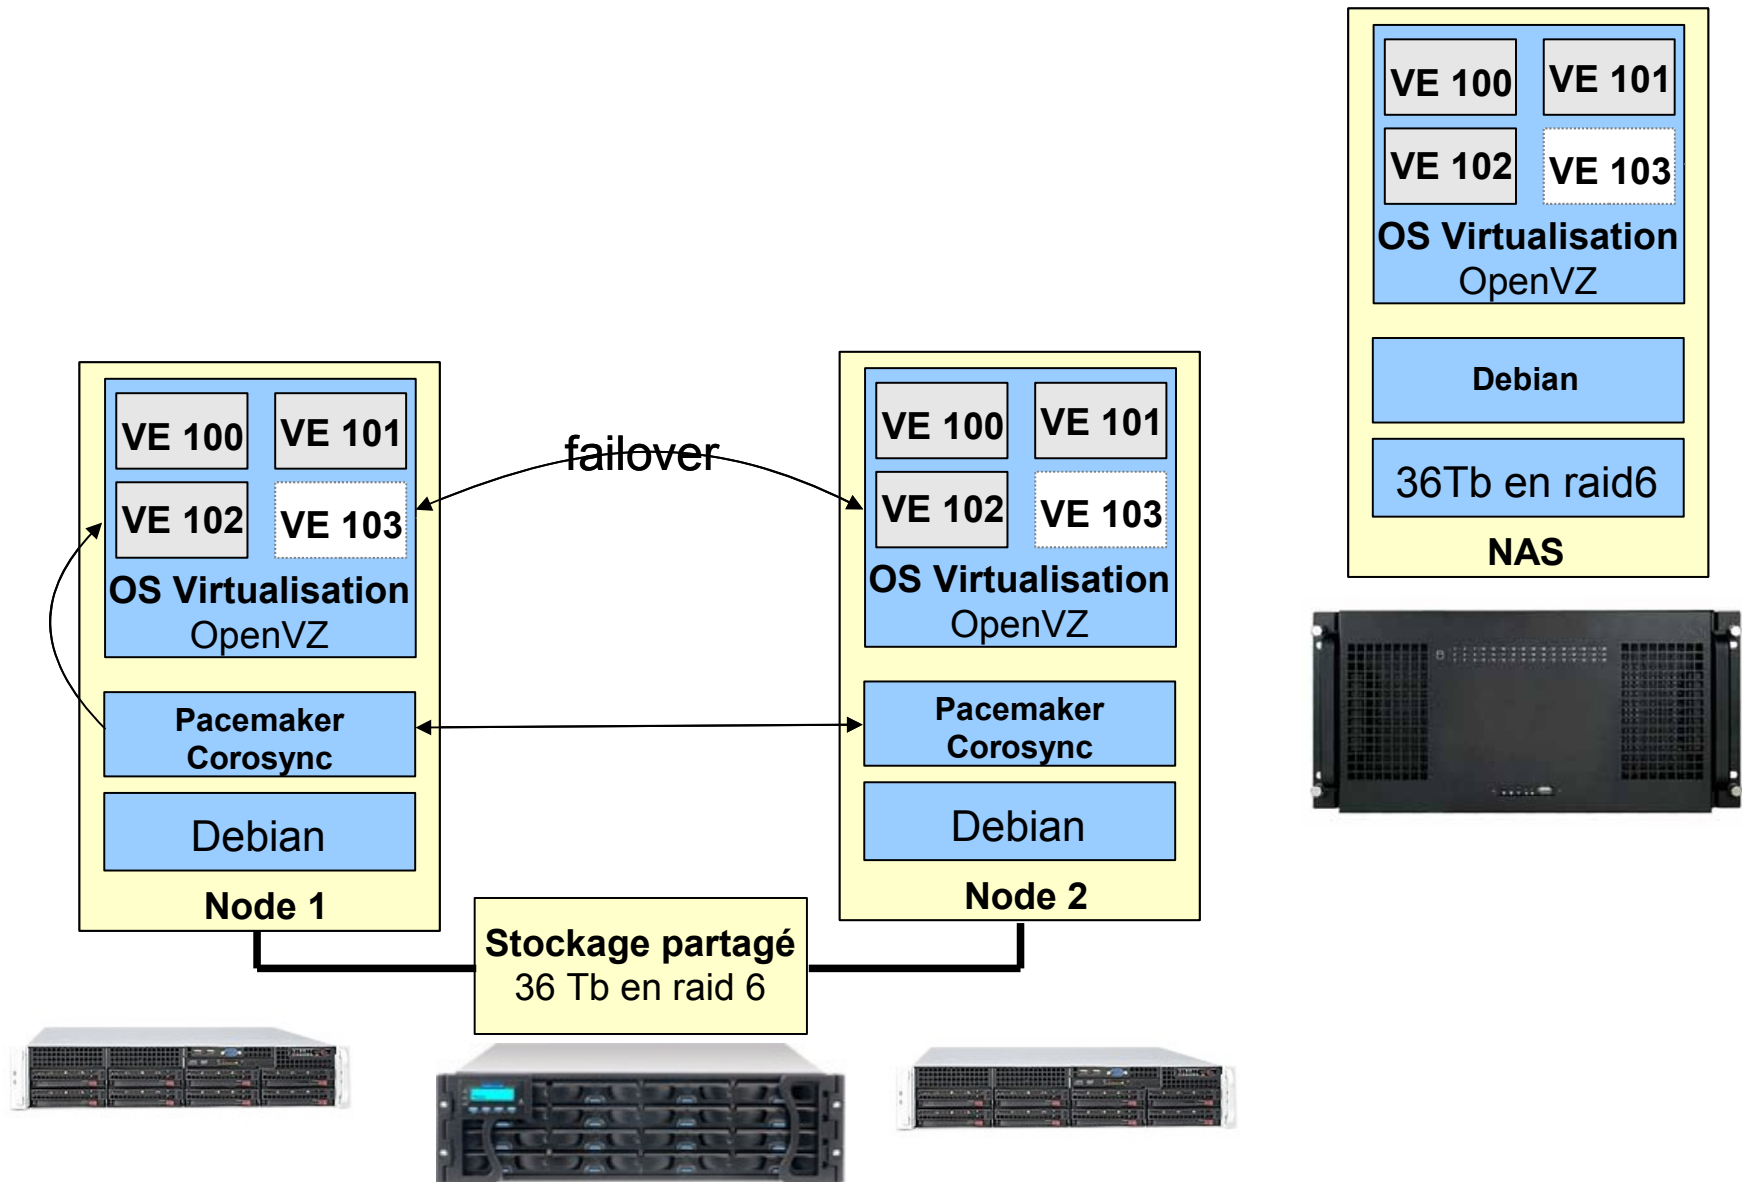 VE 100
VE 101
VE 102
VE 103
OS Virtualisation
OpenVZ
Debian
36Tb en raid6
NAS
VE 100
VE 101
VE 102
VE 103
OS Virtualisation
OpenVZ
Pacemaker
Corosync
Debian
Node 1
failover
VE 100
VE 101
VE 102
VE 103
OS Virtualisation
OpenVZ
Pacemaker
Corosync
Debian
Node 2
Stockage partagé
36 Tb en raid 6